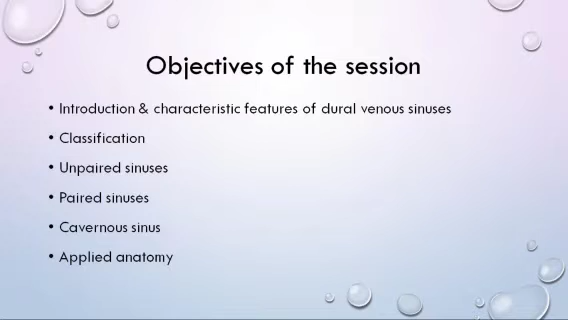 Objectives of the session
• Introduction & characteristic features of dural venous sinuses
• Classification
• Unpaired sinuses
• Paired sinuses
• Cavernous sinus
• Applied anatomy